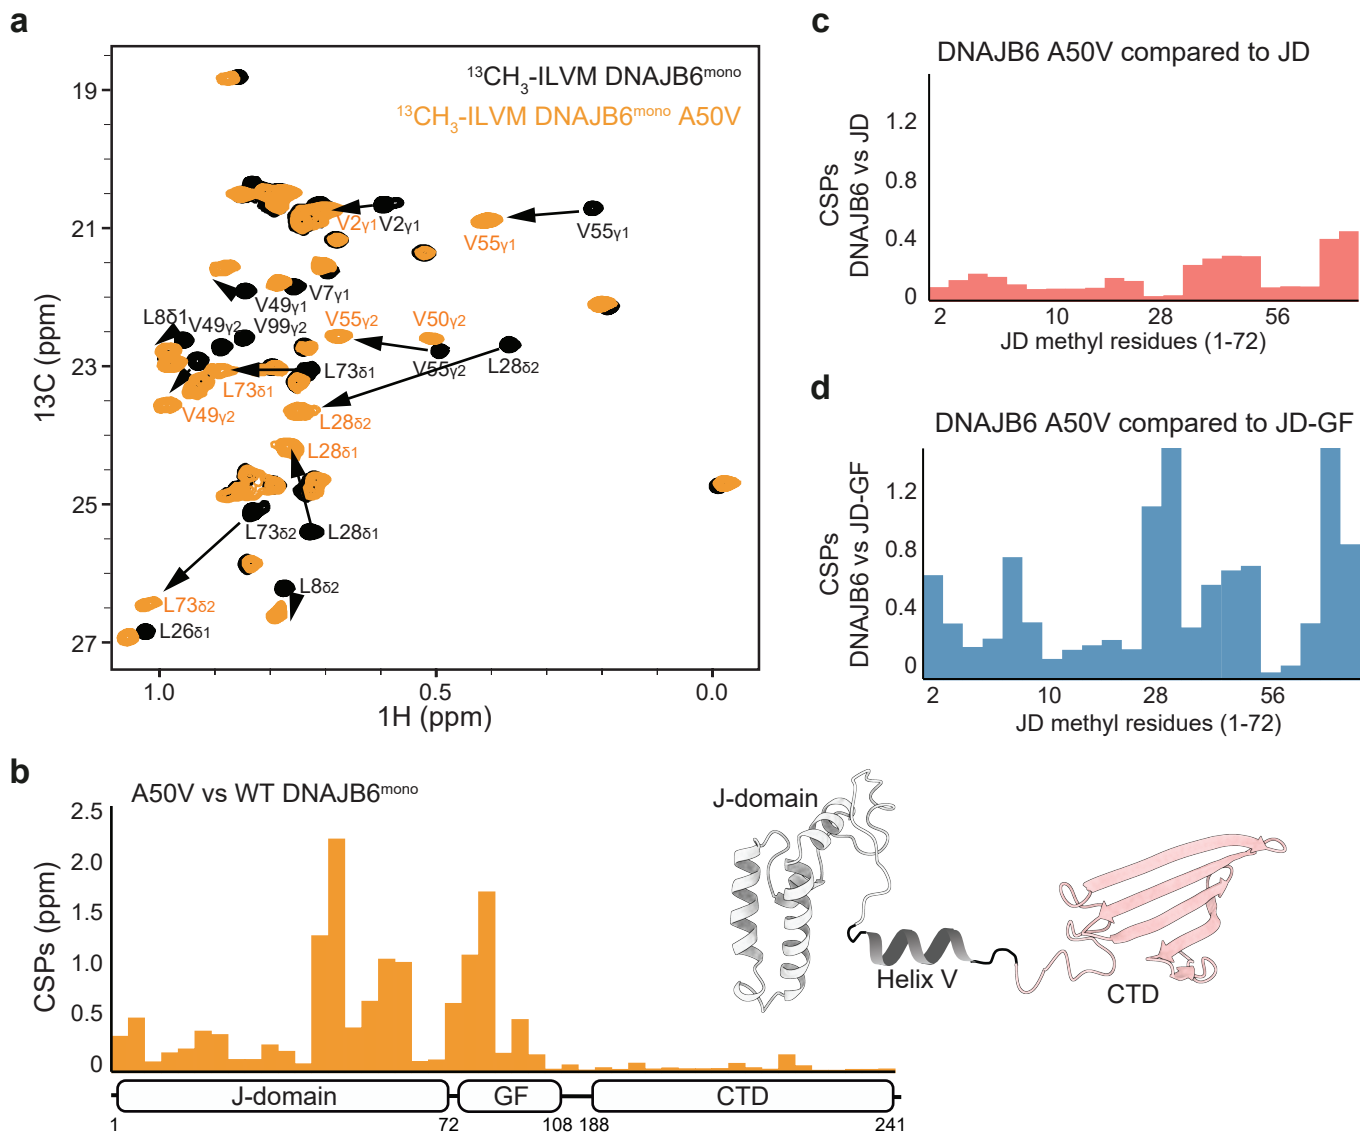 a
13C (ppm)
19
21
23
25
27
1.0
0.5
0.0
1H (ppm)
¹³CH₃-ILVM DNAJB6ᵐᵒⁿᵒ
¹³CH₃-ILVM DNAJB6ᵐᵒⁿᵒ A50V
V2γ1
V2γ1
V55γ1
V55γ1
V49γ1
V7γ1
L8δ1
V49γ2
V99γ2
V55γ2
V50γ2
V55γ2
L28δ2
L73δ1
L73δ1
V49γ2
L28δ2
L28δ1
L73δ2
L28δ1
L8δ2
L73δ2
L26δ1
c
DNAJB6 A50V compared to JD
CSPs
DNAJB6 vs JD
1.2
0.8
0.4
0
2
10
28
56
JD methyl residues (1-72)
d
DNAJB6 A50V compared to JD-GF
CSPs
DNAJB6 vs JD-GF
1.2
0.8
0.4
0
2
10
28
56
JD methyl residues (1-72)
b
A50V vs WT DNAJB6ᵐᵒⁿᵒ
CSPs (ppm)
2.5
2.0
1.5
1.0
0.5
0
J-domain
GF
CTD
1
72
108
188
241
J-domain
Helix V
CTD